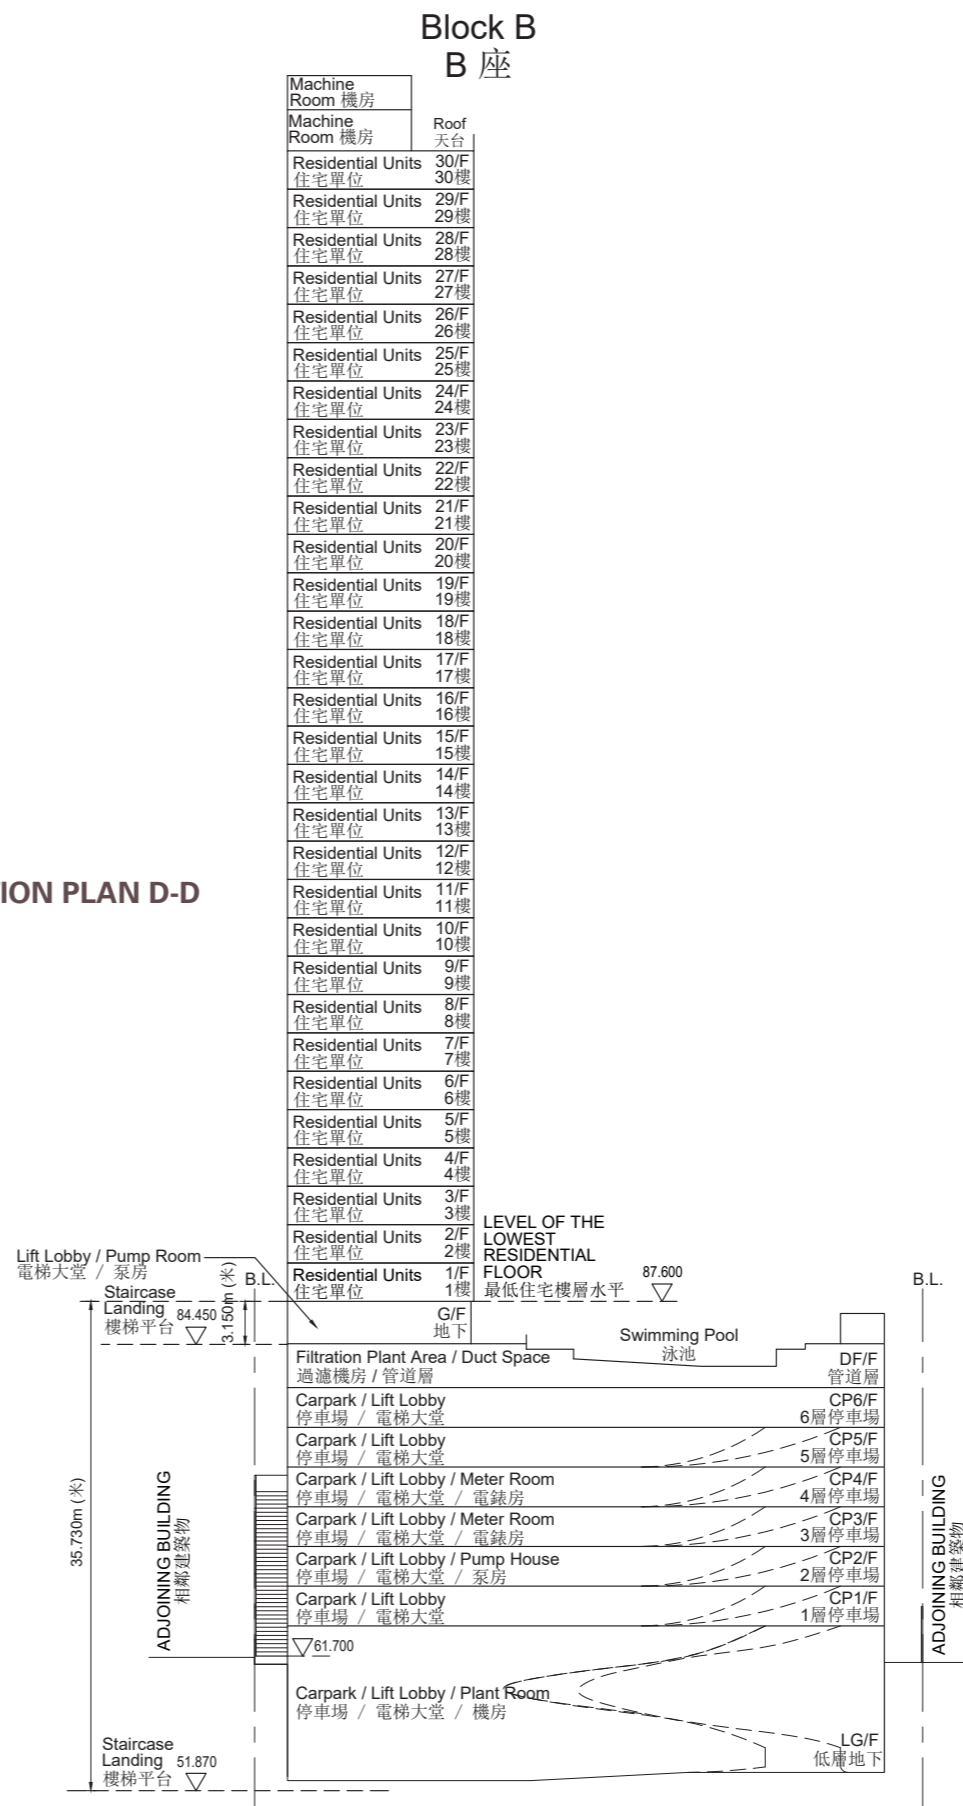 Block B
B 座
Machine
Room 機房
Machine
Room 機房
Roof
天台
Residential Units 30/F
住宅單位 30樓
Residential Units 29/F
住宅單位 29樓
Residential Units 28/F
住宅單位 28樓
Residential Units 27/F
住宅單位 27樓
Residential Units 26/F
住宅單位 26樓
Residential Units 25/F
住宅單位 25樓
Residential Units 24/F
住宅單位 24樓
Residential Units 23/F
住宅單位 23樓
Residential Units 22/F
住宅單位 22樓
Residential Units 21/F
住宅單位 21樓
Residential Units 20/F
住宅單位 20樓
Residential Units 19/F
住宅單位 19樓
Residential Units 18/F
住宅單位 18樓
Residential Units 17/F
住宅單位 17樓
Residential Units 16/F
住宅單位 16樓
Residential Units 15/F
住宅單位 15樓
Residential Units 14/F
住宅單位 14樓
Residential Units 13/F
住宅單位 13樓
Residential Units 12/F
住宅單位 12樓
TION PLAN D-D
Residential Units 11/F
住宅單位 11樓
Residential Units 10/F
住宅單位 10樓
Residential Units 9/F
住宅單位 9樓
Residential Units 8/F
住宅單位 8樓
Residential Units 7/F
住宅單位 7樓
Residential Units 6/F
住宅單位 6樓
Residential Units 5/F
住宅單位 5樓
Residential Units 4/F
住宅單位 4樓
Residential Units 3/F
住宅單位 3樓
Residential Units 2/F
住宅單位 2樓
Residential Units 1/F
住宅單位 1樓
LEVEL OF THE
LOWEST
RESIDENTIAL
FLOOR
最低住宅樓層水平
87.600
Lift Lobby / Pump Room
電梯大堂 / 泵房
B.L.
B.L.
Staircase
Landing
樓梯平台
84.450
3.150m (米)
G/F
地下
Swimming Pool
泳池
Filtration Plant Area / Duct Space
過濾機房 / 管道層
DF/F
管道層
Carpark / Lift Lobby
停車場 / 電梯大堂
CP6/F
6層停車場
Carpark / Lift Lobby
停車場 / 電梯大堂
CP5/F
5層停車場
Carpark / Lift Lobby / Meter Room
停車場 / 電梯大堂 / 電錶房
CP4/F
4層停車場
Carpark / Lift Lobby / Meter Room
停車場 / 電梯大堂 / 電錶房
CP3/F
3層停車場
Carpark / Lift Lobby / Pump House
停車場 / 電梯大堂 / 泵房
CP2/F
2層停車場
Carpark / Lift Lobby
停車場 / 電梯大堂
CP1/F
1層停車場
35.730m (米)
ADJOINING BUILDING
相鄰建築物
ADJOINING BUILDING
相鄰建築物
61.700
Carpark / Lift Lobby / Plant Room
停車場 / 電梯大堂 / 機房
LG/F
低層地下
Staircase
Landing
樓梯平台
51.870